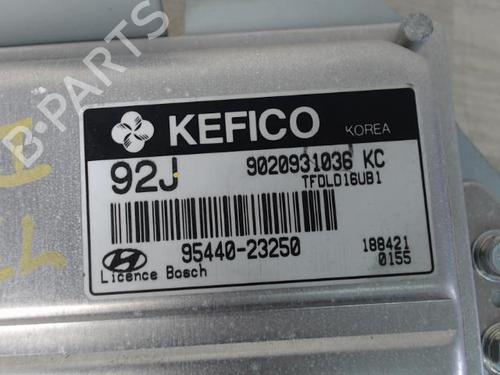 B-PARTS
KEFICO KOREA
92J 9020931036 KC
TFDLD16UB1
95440-23250 188421
Licence Bosch 0155